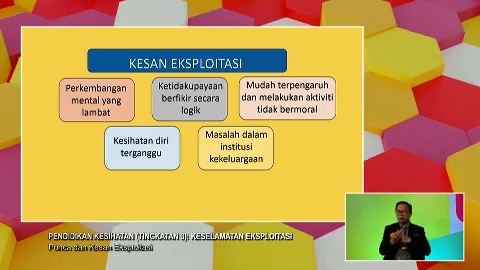 KESAN EKSPLOITASI
Perkembangan
mental yang
lambat
Ketidakupayaan
berfikir secara
logik
Mudah terpengaruh
dan melakukan aktiviti
tidak bermoral
Kesihatan diri
terganggu
Masalah dalam
institusi
kekeluargaan
PENDIDIKAN KESIHATAN (TINGKATAN 3): KESELAMATAN EKSPLOITASI
Punca dan Kesan Eksploitasi